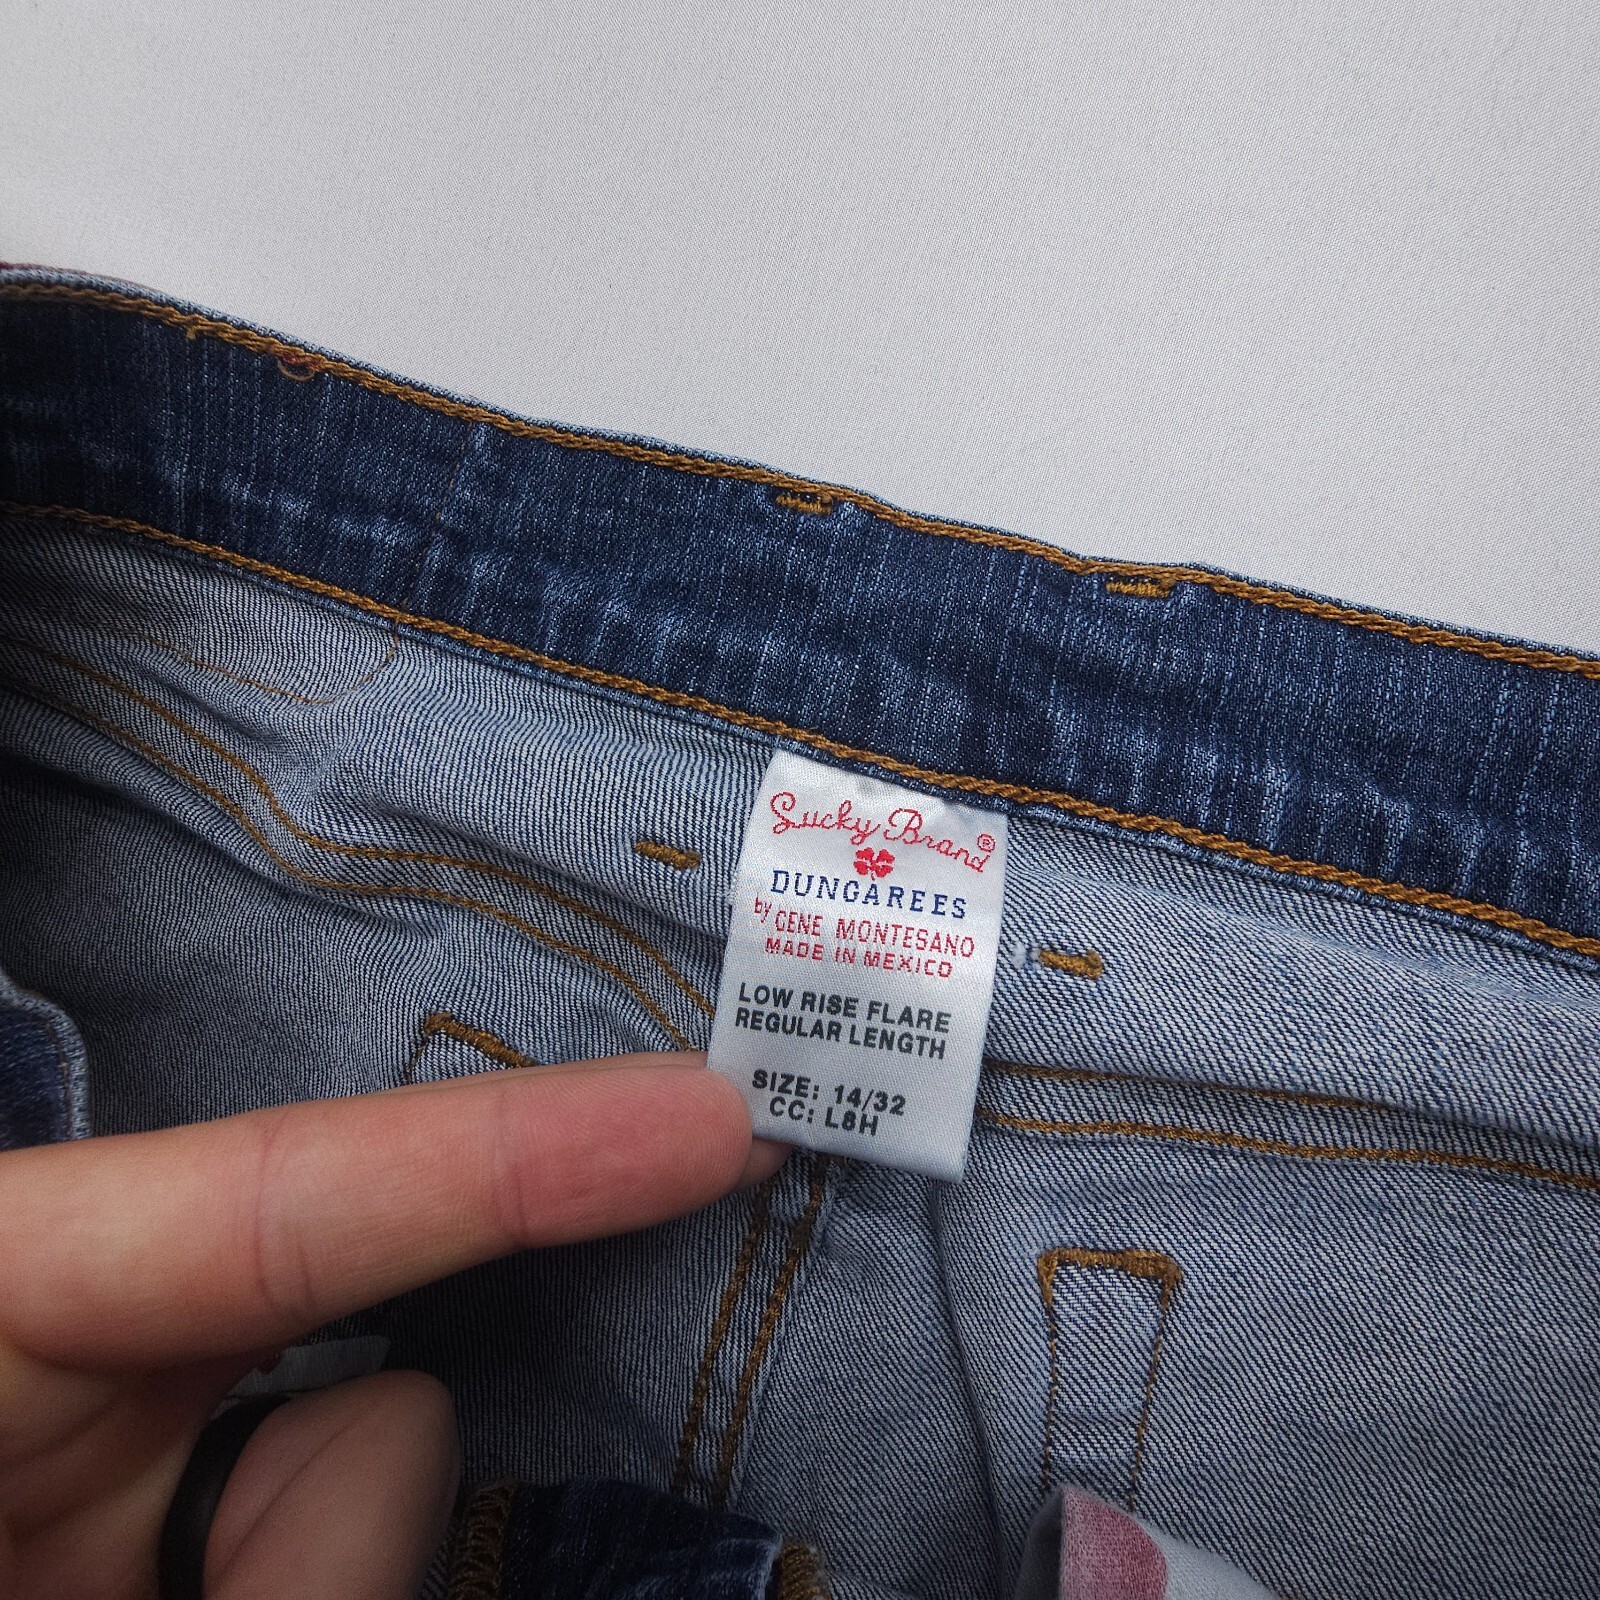 Lucky Brand®
DUNGAREES
by GENE MONTESANO
MADE IN MEXICO
LOW RISE FLARE
REGULAR LENGTH
SIZE: 14/32
CC: L8H